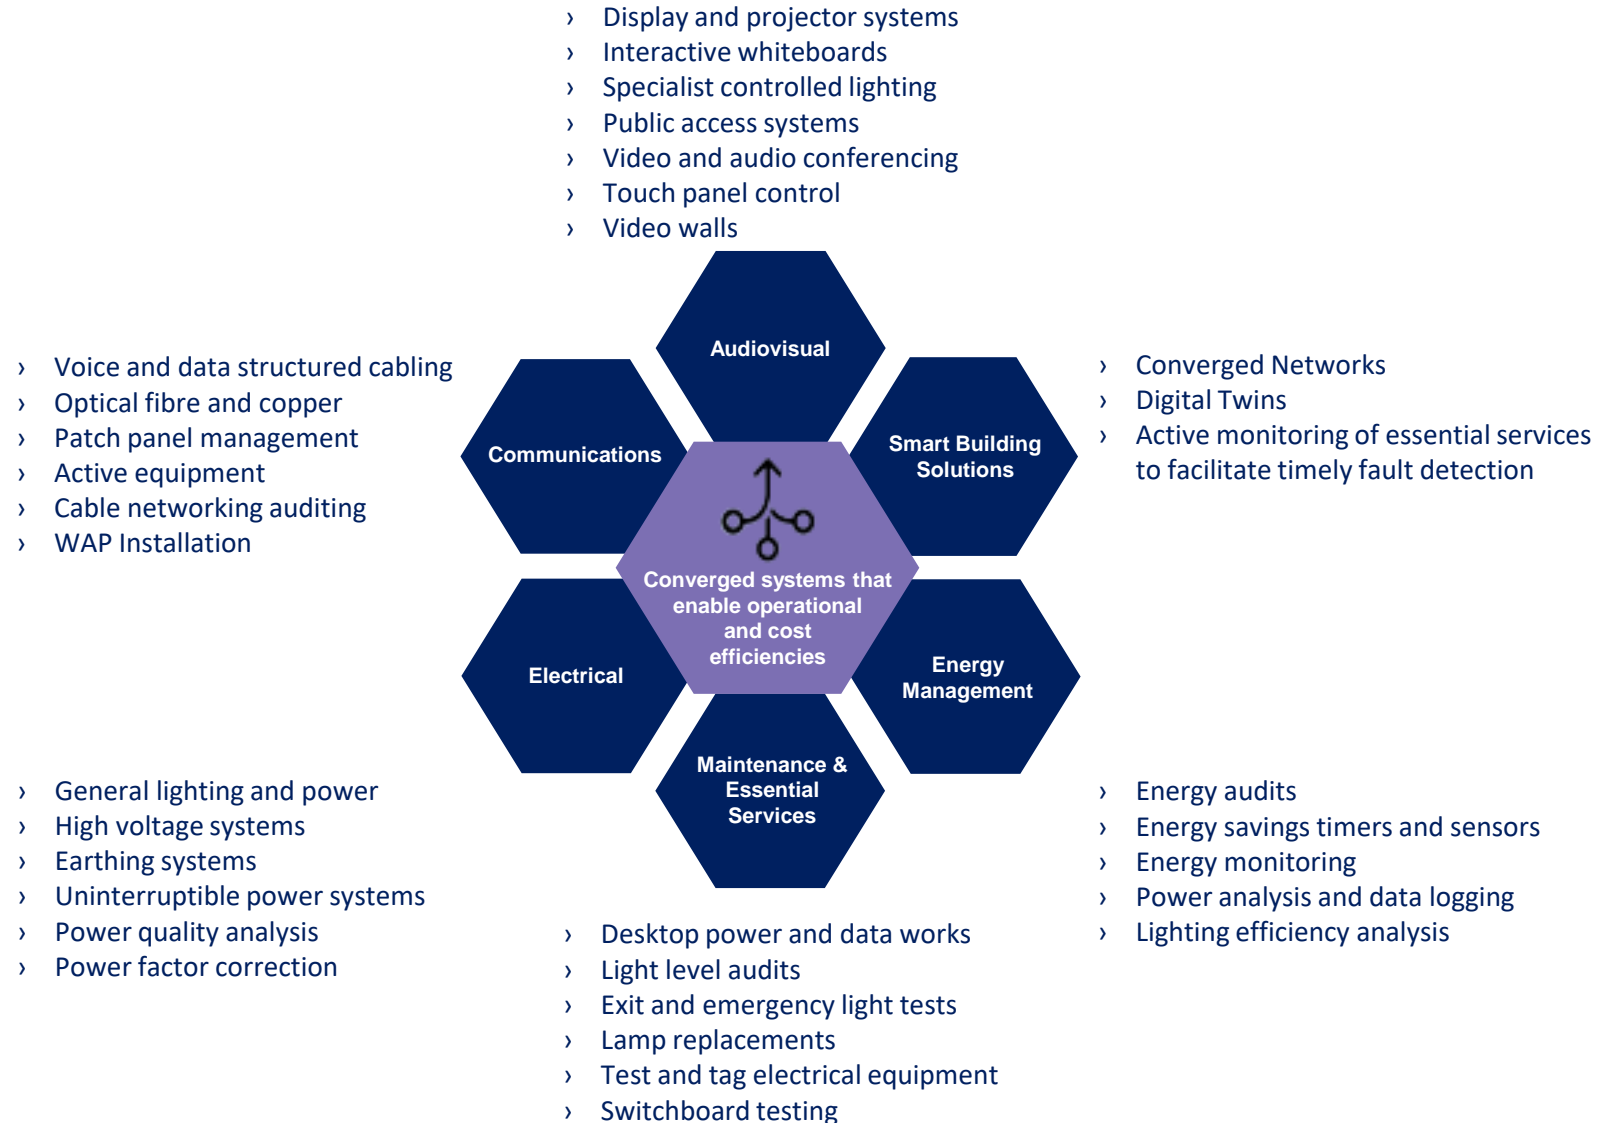 › Display and projector systems
› Interactive whiteboards
› Specialist controlled lighting
› Public access systems
› Video and audio conferencing
› Touch panel control
› Video walls
Audiovisual
› Voice and data structured cabling
› Optical fibre and copper
› Patch panel management
› Active equipment
› Cable networking auditing
› WAP Installation
Communications
Smart Building
Solutions
› Converged Networks
› Digital Twins
› Active monitoring of essential services
to facilitate timely fault detection
Converged systems that
enable operational
and cost
efficiencies
Electrical
Energy
Management
Maintenance &
Essential
Services
› General lighting and power
› High voltage systems
› Earthing systems
› Uninterruptible power systems
› Power quality analysis
› Power factor correction
› Energy audits
› Energy savings timers and sensors
› Energy monitoring
› Power analysis and data logging
› Lighting efficiency analysis
› Desktop power and data works
› Light level audits
› Exit and emergency light tests
› Lamp replacements
› Test and tag electrical equipment
› Switchboard testing